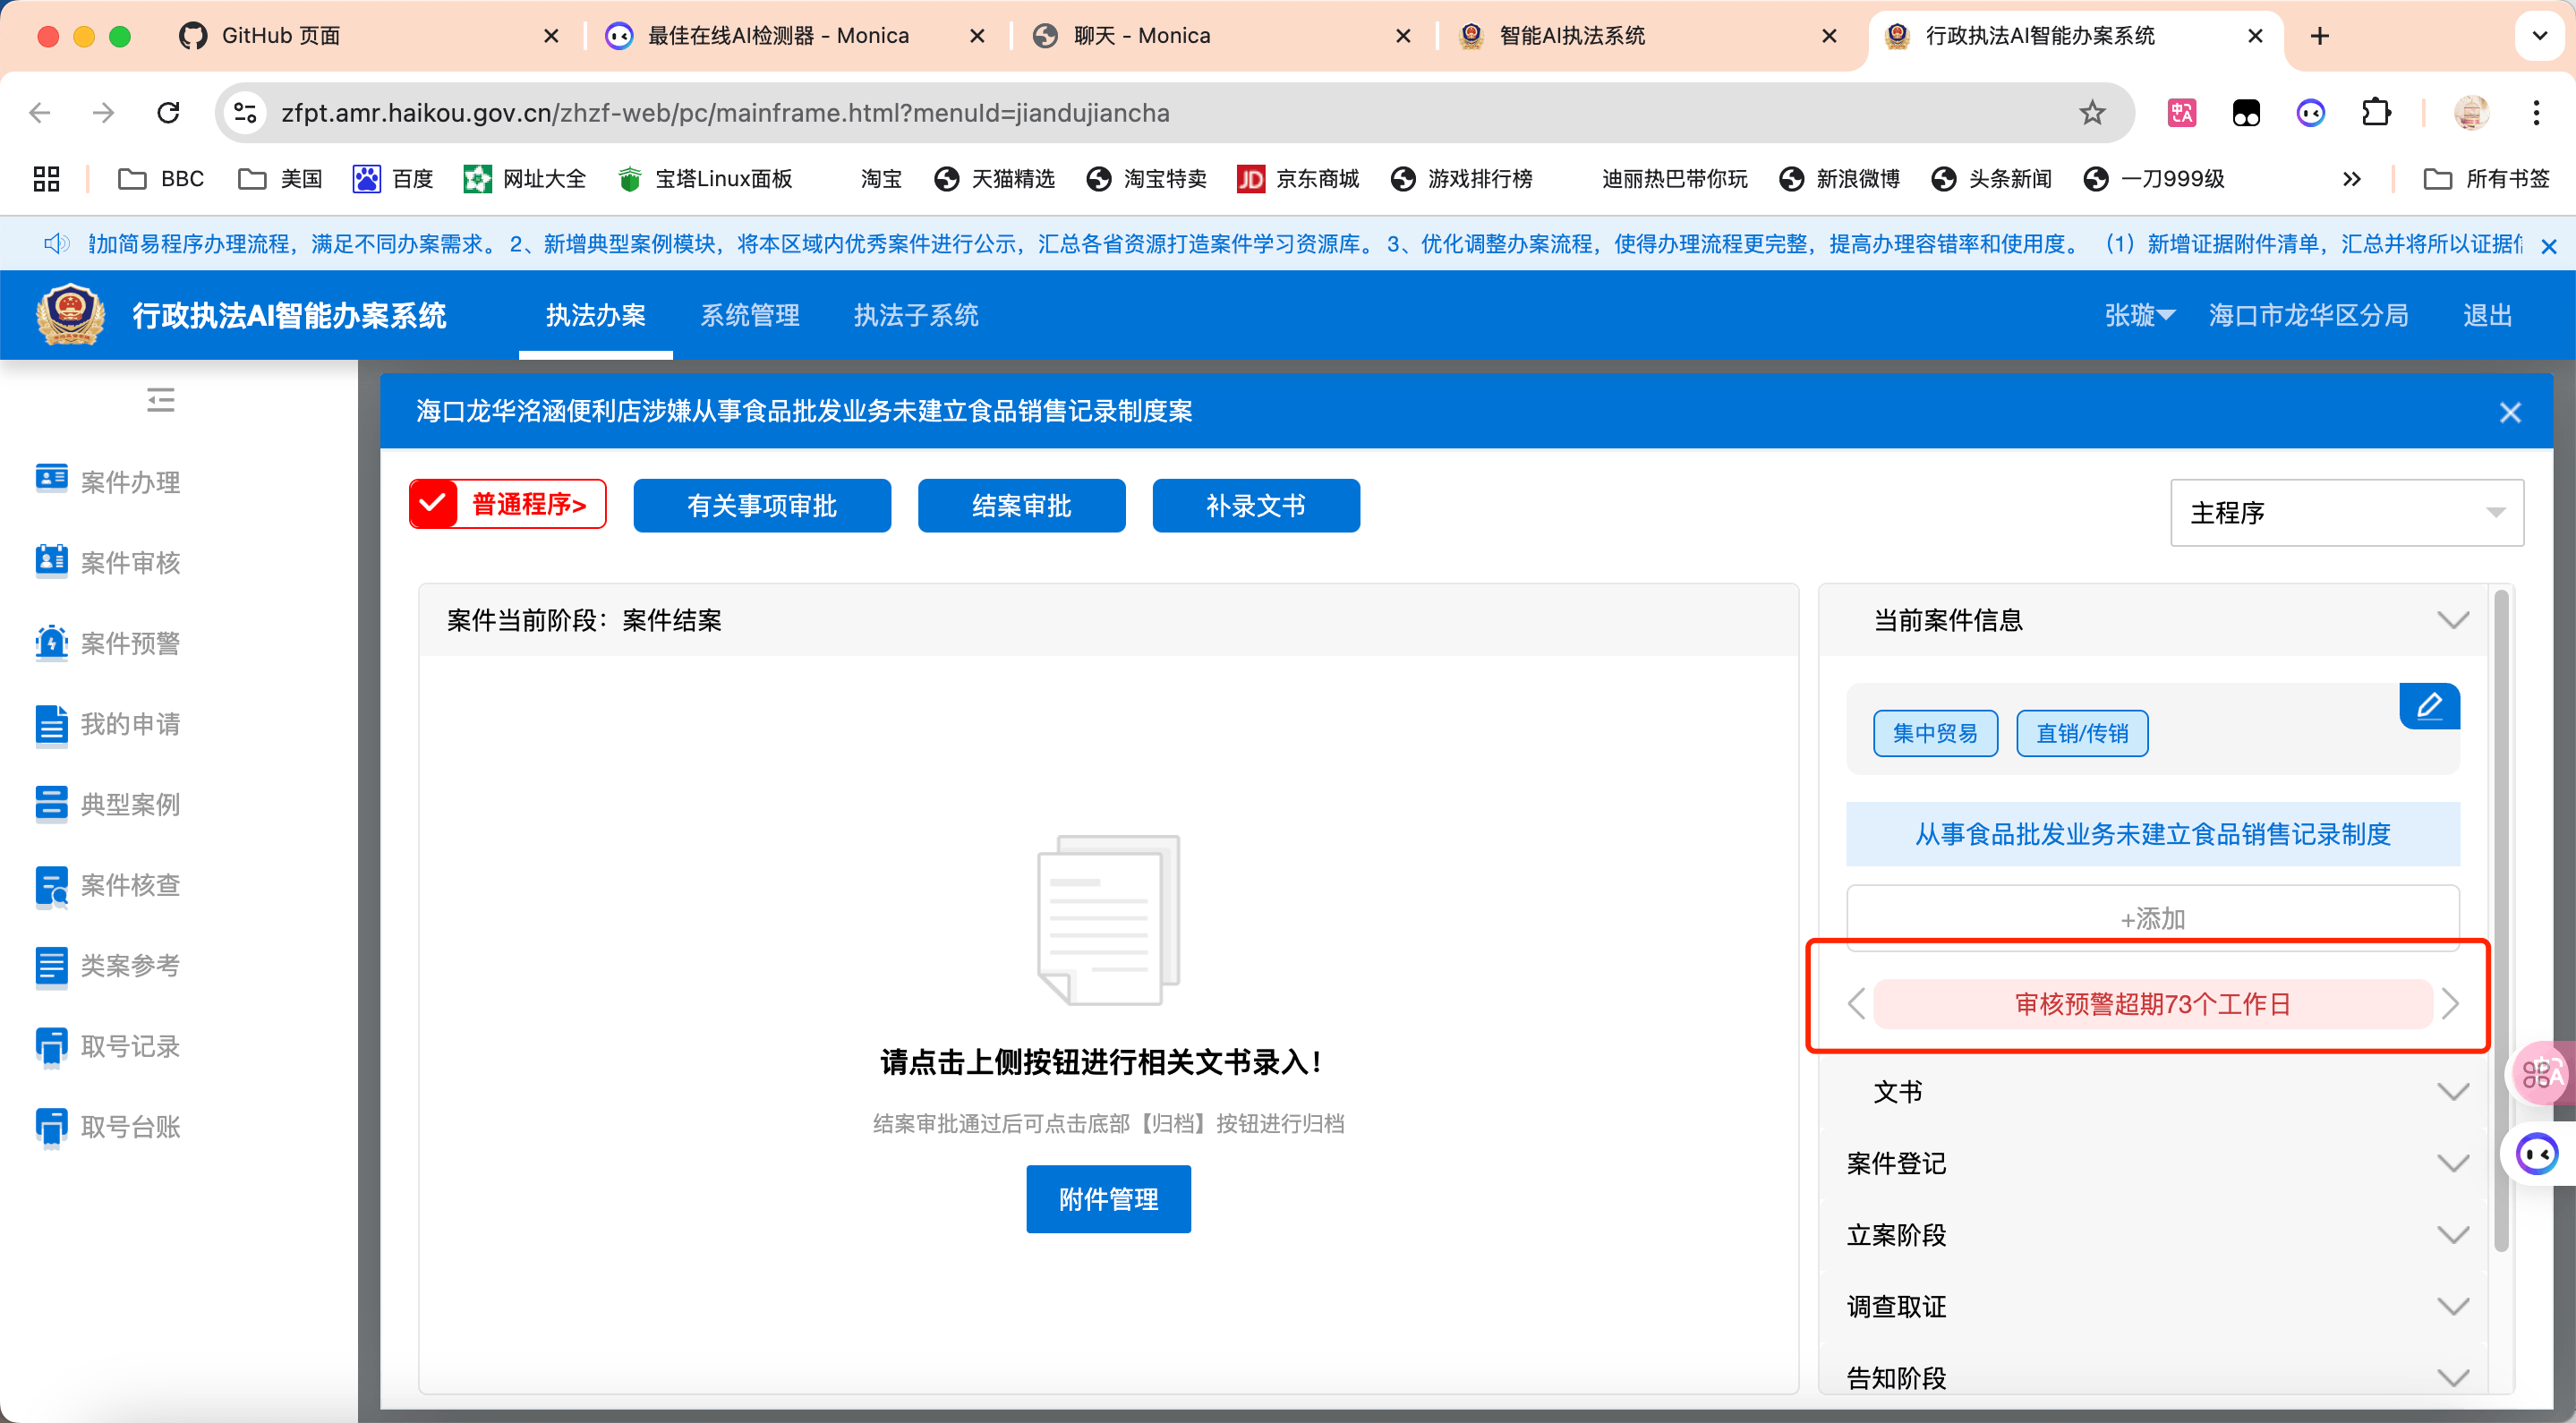 GitHub 页面
最佳在线AI检测器 – Monica
聊天 – Monica
智能AI执法系统
行政执法AI智能办案系统
zfpt.amr.haikou.gov.cn/zhzf-web/pc/mainframe.html?menuId=jiandujiancha
BBC
美国
百度
网址大全
宝塔Linux面板
淘宝
天猫精选
淘宝特卖
JD 京东商城
游戏排行榜
迪丽热巴带你玩
新浪微博
头条新闻
一刀999级
所有书签
加简易程序办理流程，满足不同办案需求。 2、新增典型案例模块，将本区域内优秀案件进行公示，汇总各省资源打造案件学习资源库。 3、优化调整办案流程，使得办理流程更完整，提高办理容错率和使用度。 （1）新增证据附件清单，汇总并将所以证据
行政执法AI智能办案系统
执法办案
系统管理
执法子系统
张璇
海口市龙华区分局
退出
案件办理
案件审核
案件预警
我的申请
典型案例
案件核查
类案参考
取号记录
取号台账
海口龙华洺涵便利店涉嫌从事食品批发业务未建立食品销售记录制度案
普通程序>
有关事项审批
结案审批
补录文书
主程序
案件当前阶段：案件结案
请点击上侧按钮进行相关文书录入！
结案审批通过后可点击底部【归档】按钮进行归档
附件管理
当前案件信息
集中贸易
直销/传销
从事食品批发业务未建立食品销售记录制度
+添加
审核预警超期73个工作日
文书
案件登记
立案阶段
调查取证
告知阶段